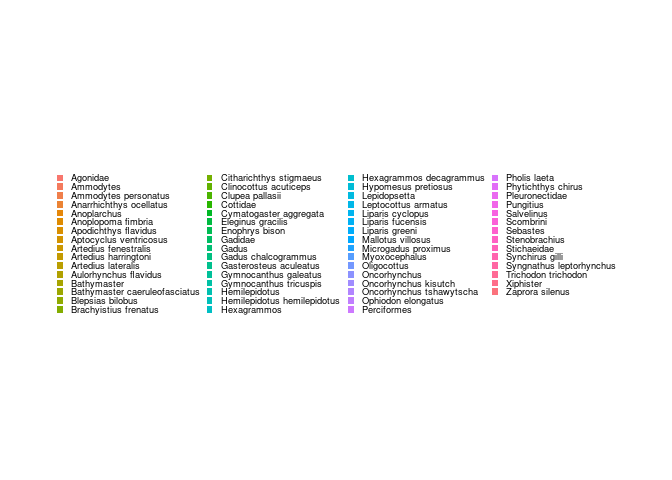 Agonidae
Ammodytes
Ammodytes personatus
Anarrhichthys ocellatus
Anoplarchus
Anoplopoma fimbria
Apodichthys flavidus
Aptocyclus ventricosus
Artedius fenestralis
Artedius harringtoni
Artedius lateralis
Aulorhynchus flavidus
Bathymaster
Bathymaster caeruleofasciatus
Blepsias bilobus
Brachyistius frenatus
Citharichthys stigmaeus
Clinocottus acuticeps
Clupea pallasii
Cottidae
Cymatogaster aggregata
Eleginus gracilis
Enophrys bison
Gadidae
Gadus
Gadus chalcogrammus
Gasterosteus aculeatus
Gymnocanthus galeatus
Gymnocanthus tricuspis
Hemilepidotus
Hemilepidotus hemilepidotus
Hexagrammos
Hexagrammos decagrammus
Hypomesus pretiosus
Lepidopsetta
Leptocottus armatus
Liparis cyclopus
Liparis fucensis
Liparis greeni
Mallotus villosus
Microgadus proximus
Myoxocephalus
Oligocottus
Oncorhynchus
Oncorhynchus kisutch
Oncorhynchus tshawytscha
Ophiodon elongatus
Perciformes
Pholis laeta
Phytichthys chirus
Pleuronectidae
Pungitius
Salvelinus
Scombrini
Sebastes
Stenobrachius
Stichaeidae
Synchirus gilli
Syngnathus leptorhynchus
Trichodon trichodon
Xiphister
Zaprora silenus